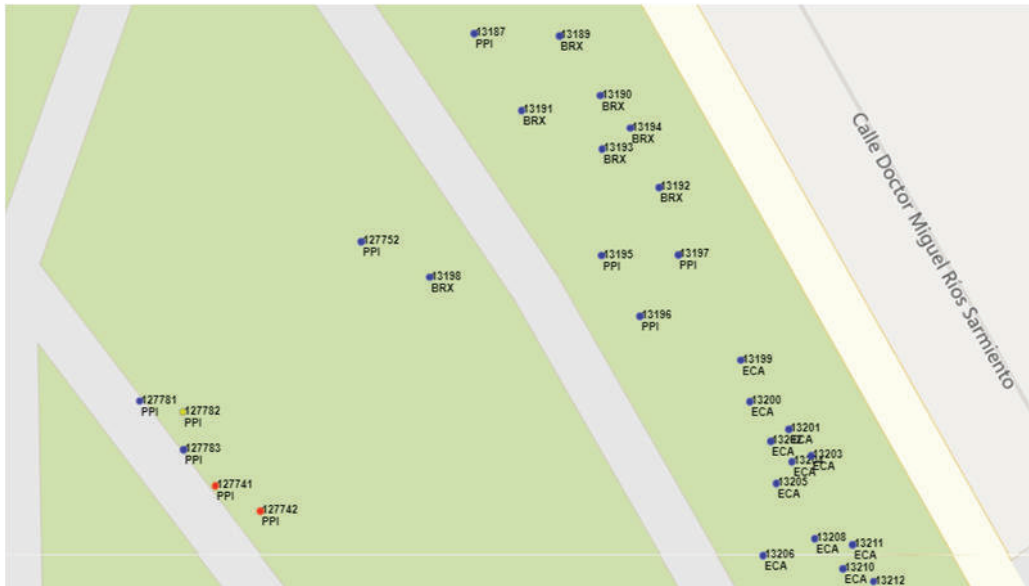 13187
PPI
13189
BRX
13190
BRX
13191
BRX
13194
BRX
13193
BRX
13192
BRX
127752
PPI
13198
BRX
13195
PPI
13197
PPI
13196
PPI
13199
ECA
13200
ECA
13201
ECA
13202
ECA
13203
ECA
13204
ECA
13205
ECA
127781
PPI
127782
PPI
127783
PPI
127741
PPI
127742
PPI
13208
ECA
13211
ECA
13206
ECA
13210
ECA
13212
Calle Doctor Miguel Ríos Sarmiento